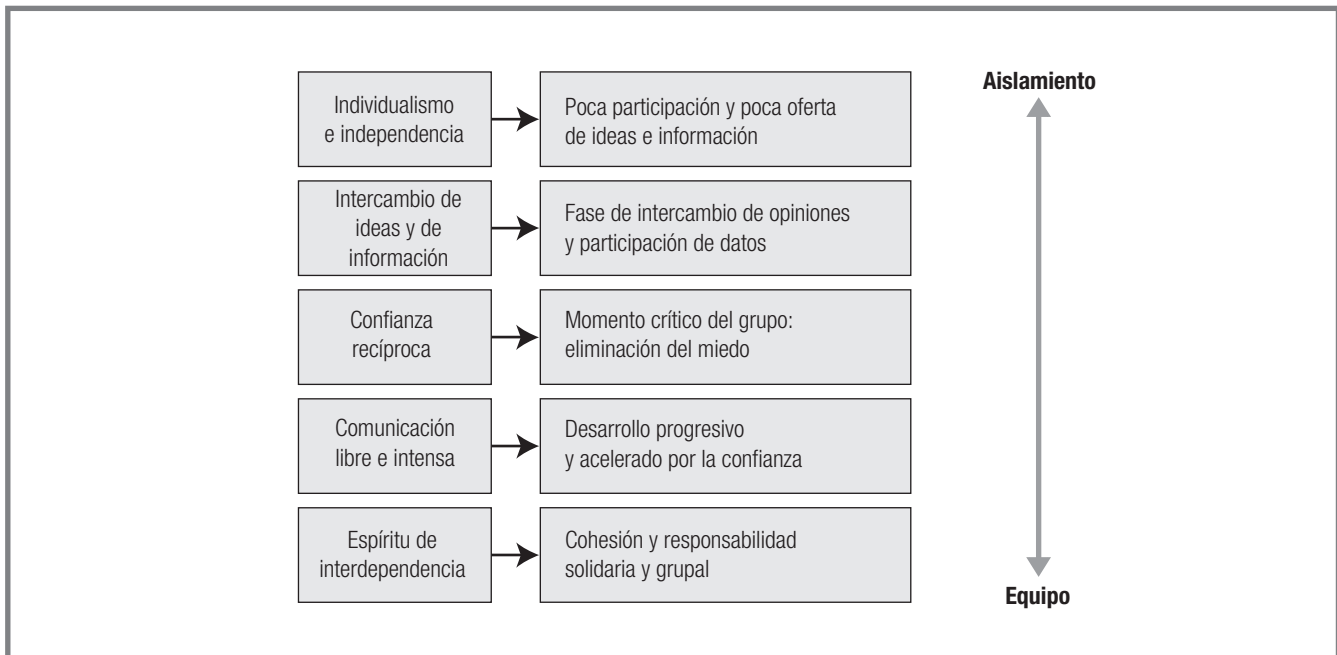 Individualismo
e independencia
Poca participación y poca oferta
de ideas e información
Aislamiento
Intercambio de
ideas y de
información
Fase de intercambio de opiniones
y participación de datos
Confianza
recíproca
Momento crítico del grupo:
eliminación del miedo
Comunicación
libre e intensa
Desarrollo progresivo
y acelerado por la confianza
Espíritu de
interdependencia
Cohesión y responsabilidad
solidaria y grupal
Equipo